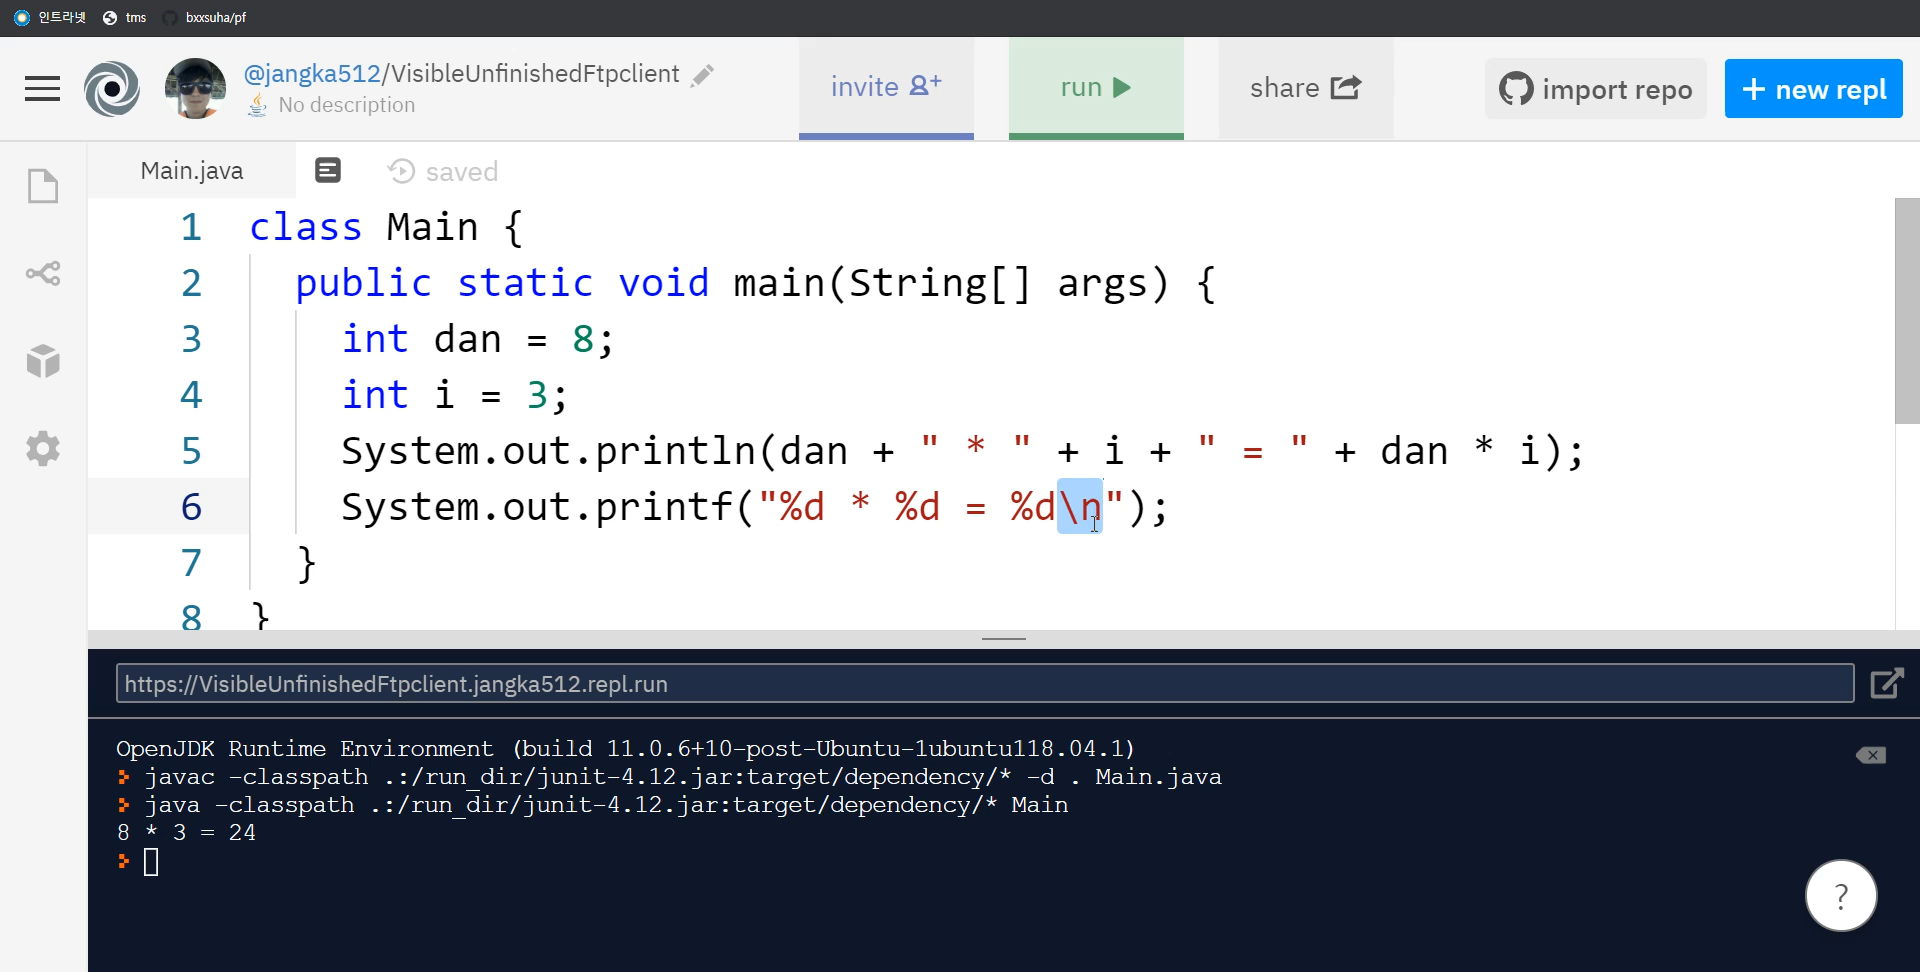 인트라넷 tms bxxsuha/pf
@jangka512/VisibleUnfinishedFtpclient
No description
invite
run
share
import repo
+ new repl
Main.java
saved
1 class Main {
2 public static void main(String[] args) {
3 int dan = 8;
4 int i = 3;
5 System.out.println(dan + " * " + i + " = " + dan * i);
6 System.out.printf("%d * %d = %d\n");
7 }
8 }
https://VisibleUnfinishedFtpclient.jangka512.repl.run
OpenJDK Runtime Environment (build 11.0.6+10-post-Ubuntu-1ubuntu118.04.1)
javac -classpath .:/run_dir/junit-4.12.jar:target/dependency/* -d . Main.java
java -classpath .:/run_dir/junit-4.12.jar:target/dependency/* Main
8 * 3 = 24
?